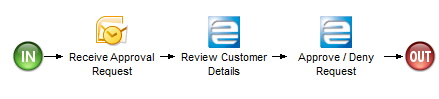 IN
Receive Approval
Request
Review Customer
Details
Approve / Deny
Request
OUT